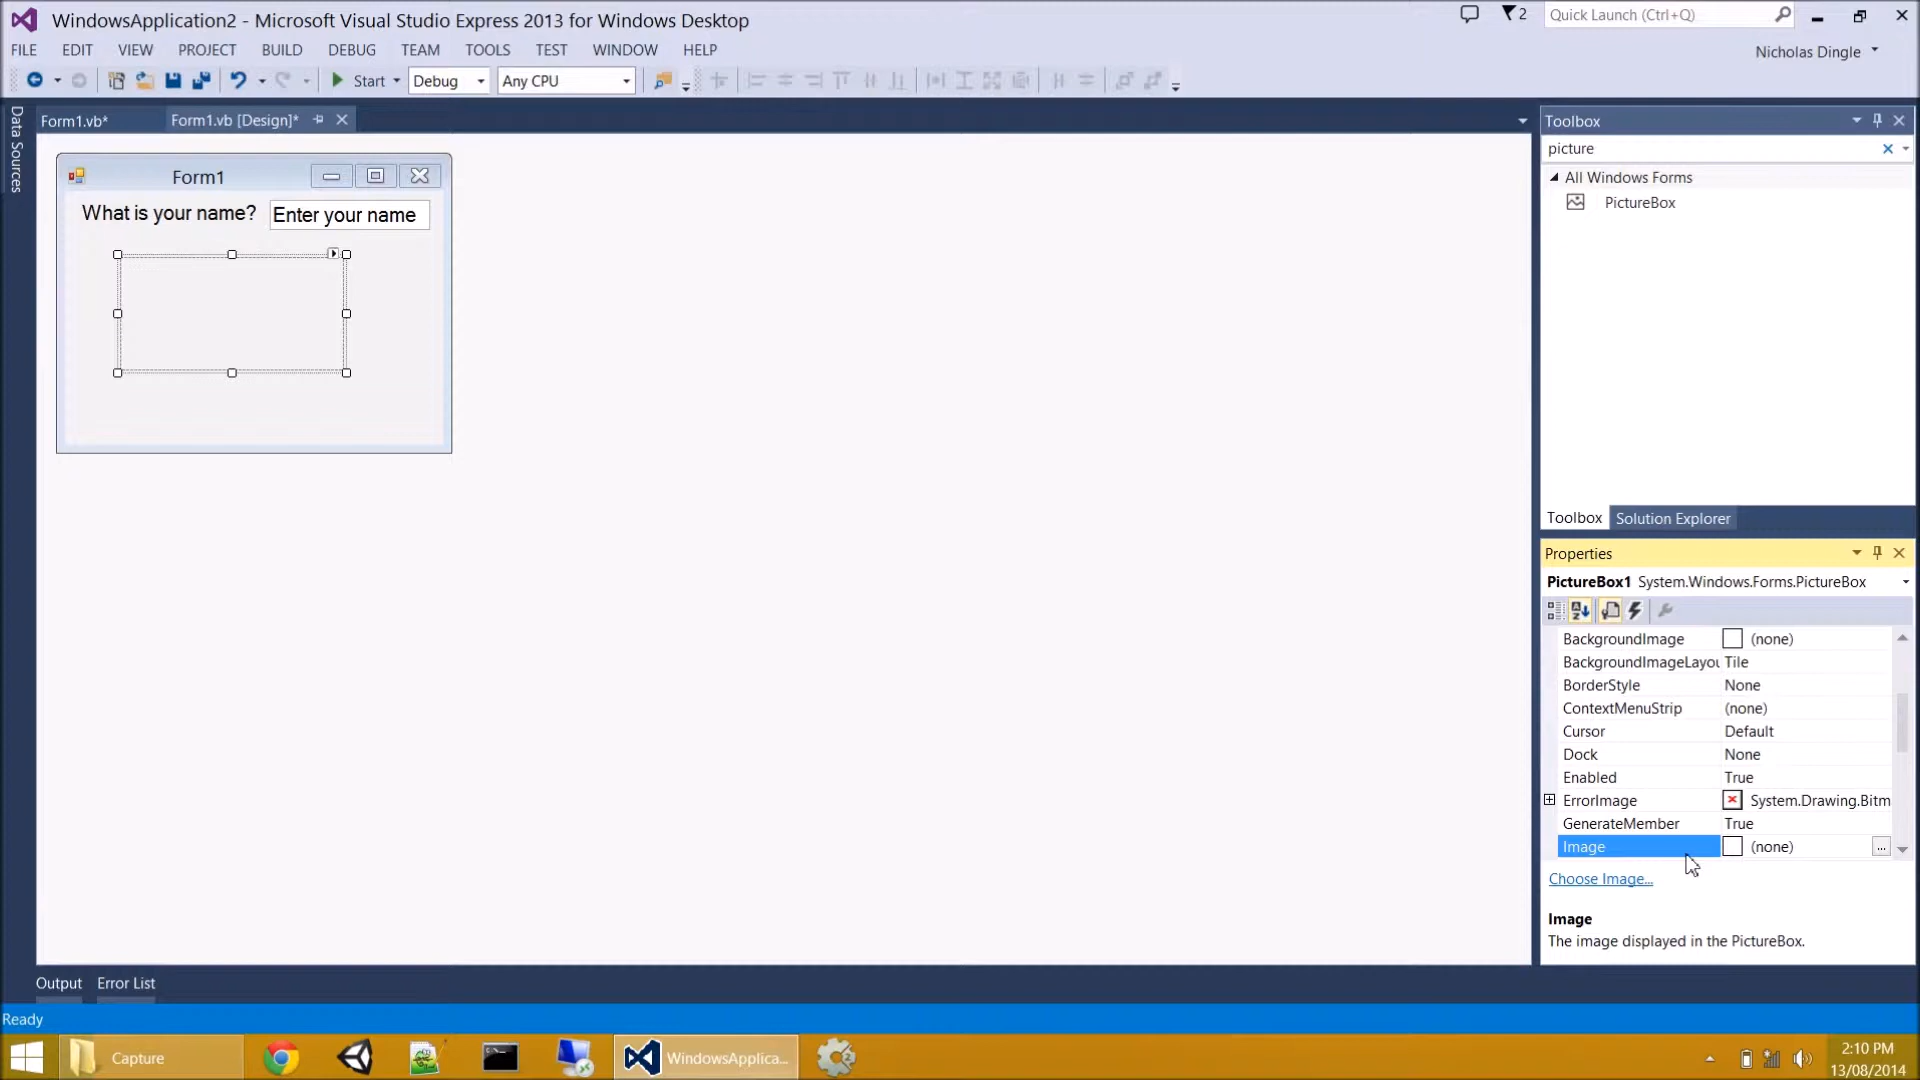 WindowsApplication2 - Microsoft Visual Studio Express 2013 for Windows Desktop
2
Quick Launch (Ctrl+Q)
FILE EDIT VIEW PROJECT BUILD DEBUG TEAM TOOLS TEST WINDOW HELP
Nicholas Dingle
Start Debug Any CPU
Data Sources
Form1.vb* Form1.vb [Design]*
Form1
What is your name? Enter your name
Toolbox
picture
All Windows Forms
PictureBox
Toolbox Solution Explorer
Properties
PictureBox1 System.Windows.Forms.PictureBox
BackgroundImage (none)
BackgroundImageLayou Tile
BorderStyle None
ContextMenuStrip (none)
Cursor Default
Dock None
Enabled True
ErrorImage System.Drawing.Bitm
GenerateMember True
Image (none) ...
Choose Image...
Image
The image displayed in the PictureBox.
Output Error List
Ready
Capture
WindowsApplica...
2:10 PM
13/08/2014